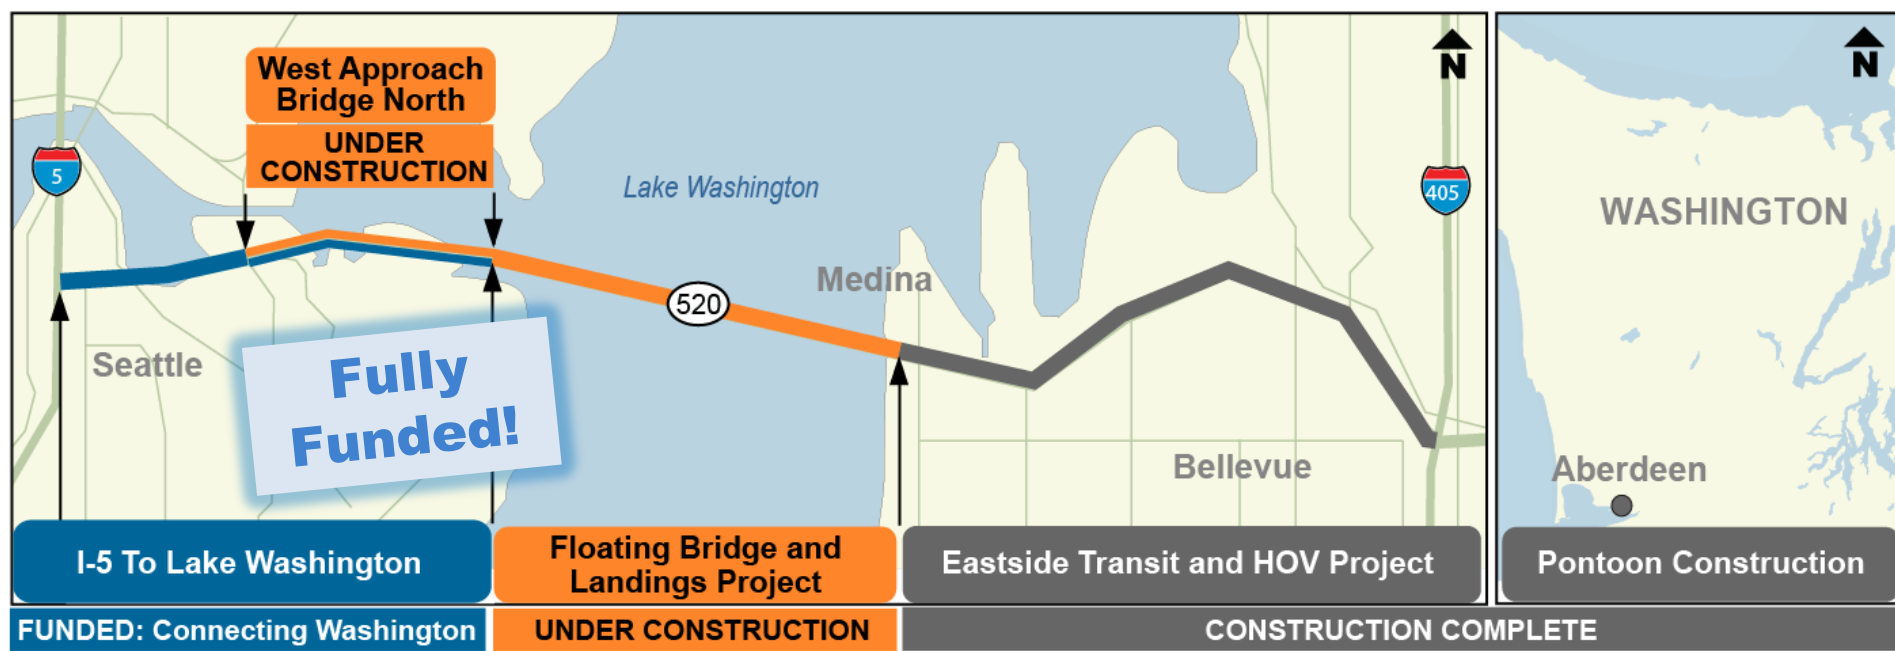 West Approach
Bridge North
UNDER
CONSTRUCTION
N
N
5
405
Lake Washington
WASHINGTON
Medina
520
Seattle
Fully
Funded!
Bellevue
Aberdeen
I-5 To Lake Washington
Floating Bridge and
Landings Project
Eastside Transit and HOV Project
Pontoon Construction
FUNDED: Connecting Washington
UNDER CONSTRUCTION
CONSTRUCTION COMPLETE